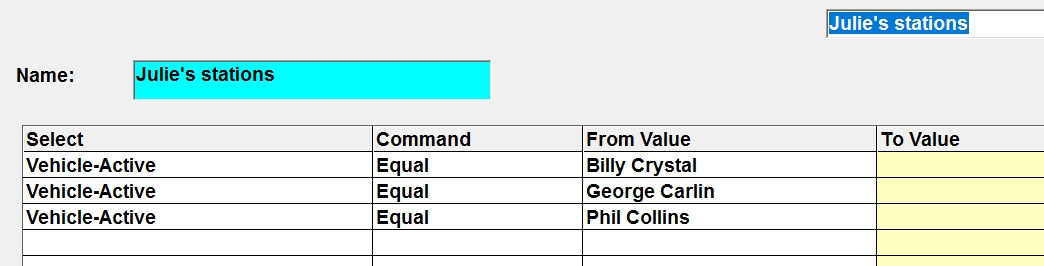 Julie's stations
Name: Julie's stations
Select Command From Value To Value
Vehicle-Active Equal Billy Crystal
Vehicle-Active Equal George Carlin
Vehicle-Active Equal Phil Collins